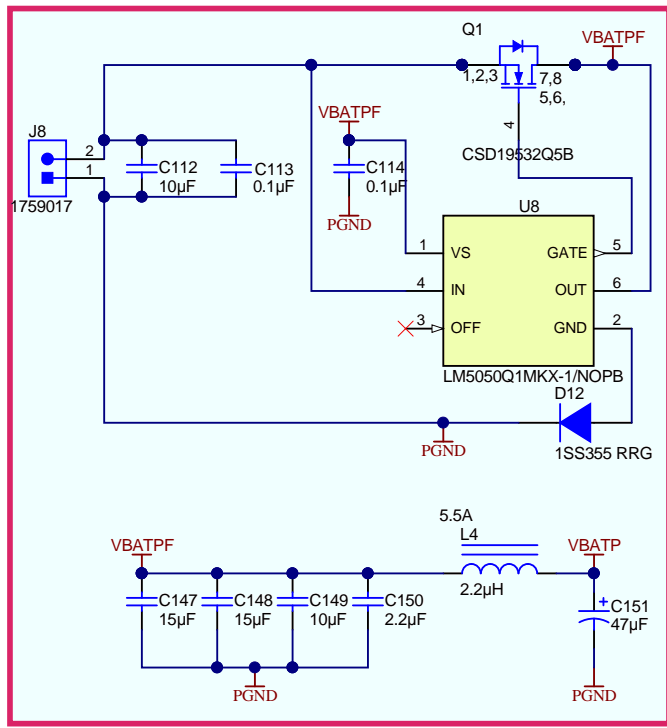 Q1
VBATPF
1,2,3
7,8
5,6,
4
CSD19532Q5B
J8
2
1
1759017
C112
10µF
C113
0.1µF
VBATPF
C114
0.1µF
PGND
U8
1
VS
GATE
5
4
IN
OUT
6
3
OFF
GND
2
LM5050Q1MKX-1/NOPB
D12
1SS355 RRG
PGND
5.5A
L4
2.2µH
VBATPF
VBATP
C147
15µF
C148
15µF
C149
10µF
C150
2.2µF
+
C151
47µF
PGND
PGND